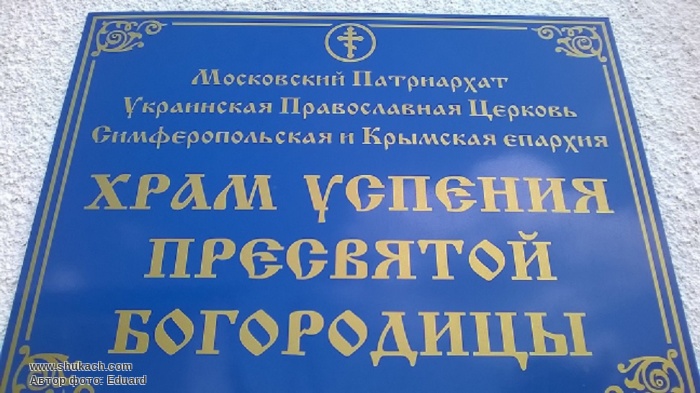 Московский Патриархат
Украинская Православная Церковь
Симферопольская и Крымская епархия
ХРАМ УСПЕНИЯ
ПРЕСВЯТОЙ
БОГОРОДИЦЫ
www.shukach.com
Автор фото: Eduard